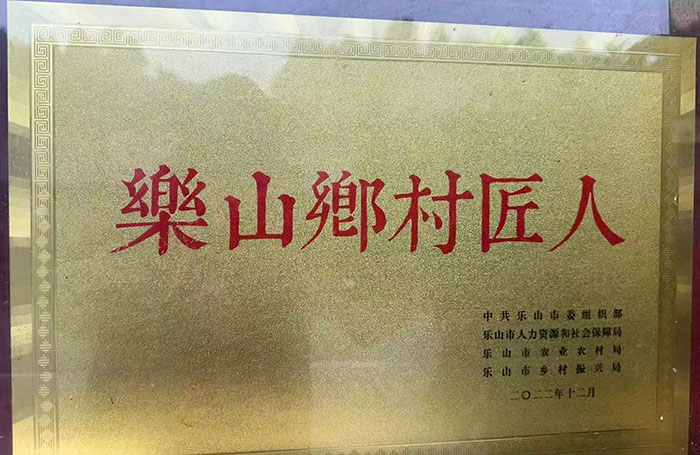 樂山鄉村匠人
中共乐山市委组织部
乐山市人力资源和社会保障局
乐山市农业农村局
乐山市乡村振兴局
二〇二二年十二月